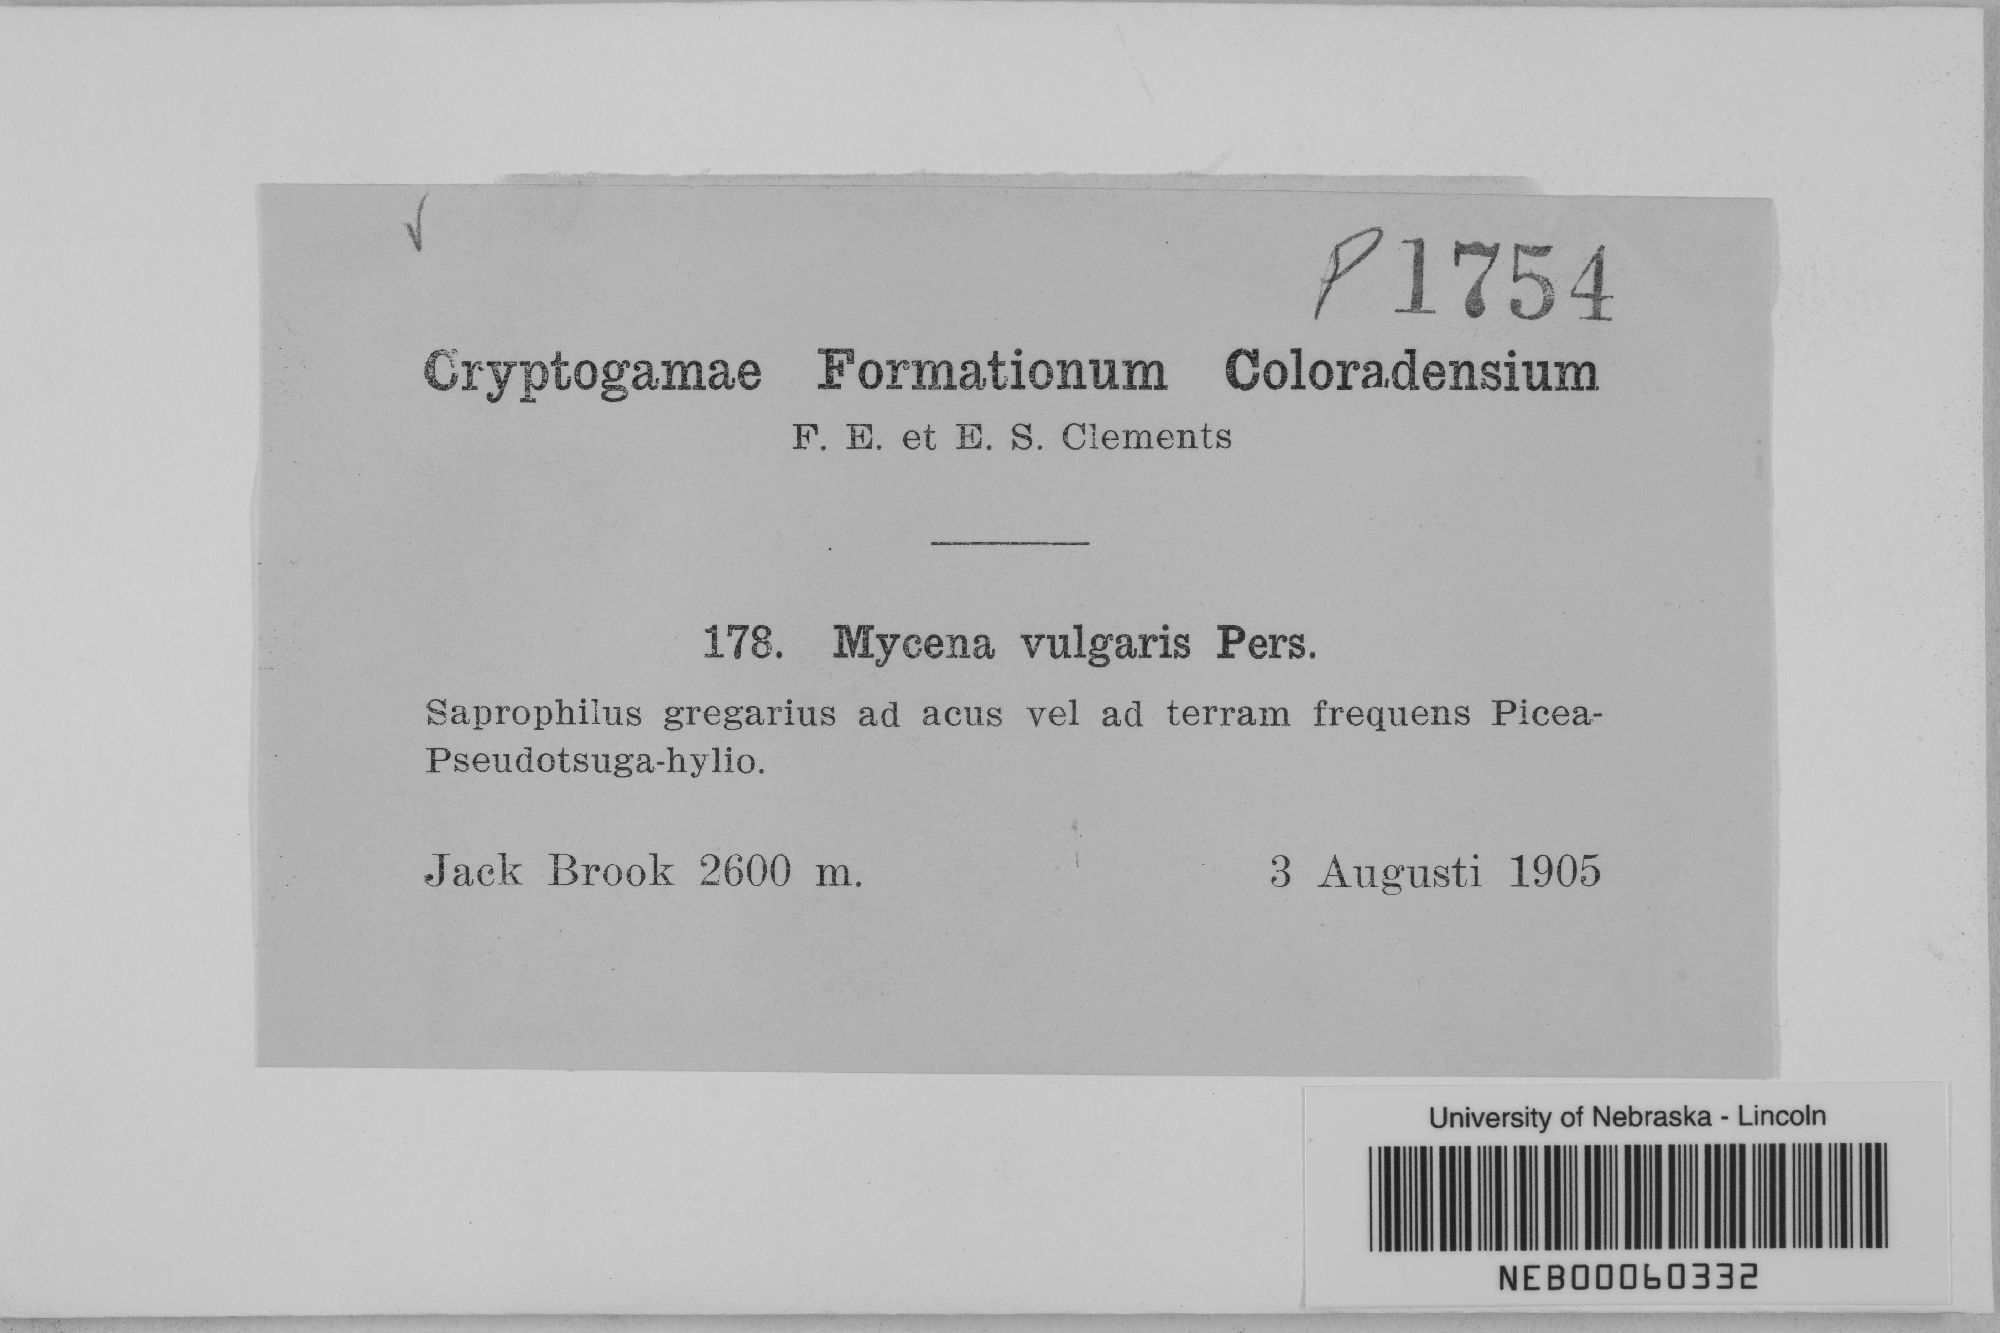 P 1754
Cryptogamae Formationum Coloradensium
F. E. et E. S. Clements
178. Mycena vulgaris Pers.
Saprophilus gregarius ad acus vel ad terram frequens Picea-
Pseudotsuga-hylio.
Jack Brook 2600 m. 3 Augusti 1905
University of Nebraska - Lincoln
NEB00060332